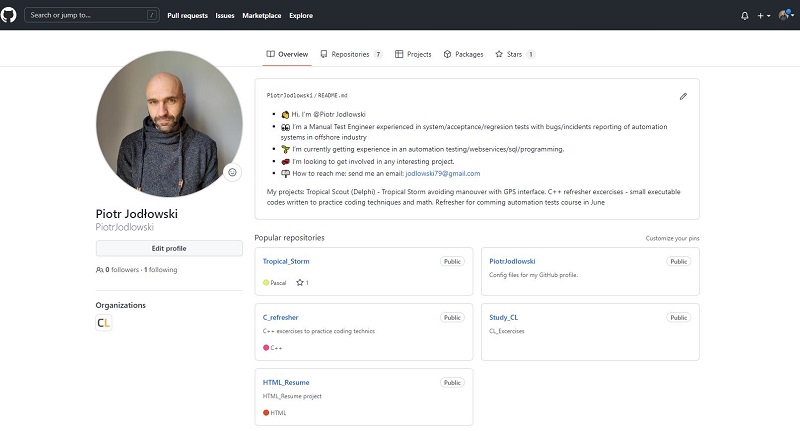 Search or jump to...
/
Pull requests
Issues
Marketplace
Explore
Overview
Repositories 7
Projects
Packages
Stars 1
PiotrJodlowski / README.md
Hi, I'm @Piotr Jodlowski
I'm a Manual Test Engineer experienced in system/acceptance/regresion tests with bugs/incidents reporting of automation
systems in offshore industry
I'm currently getting experience in an automation testing/webservices/sql/programming.
I'm looking to get involved in any interesting project.
How to reach me: send me an email: jodlowski79@gmail.com
My projects: Tropical Scout (Delphi) - Tropical Storm avoiding manouver with GPS interface. C++ refresher excercises - small executable
codes written to practice coding techniques and math. Refresher for comming automation tests course in June
Piotr Jodłowski
PiotrJodlowski
Edit profile
0 followers · 1 following
Organizations
CL
Popular repositories
Customize your pins
Tropical_Storm
Public
Pascal
1
PiotrJodlowski
Public
Config files for my GitHub profile.
C_refresher
Public
C++ excercises to practice coding technics
C++
Study_CL
Public
CL_Excercises
HTML_Resume
Public
HTML_Resume project
HTML